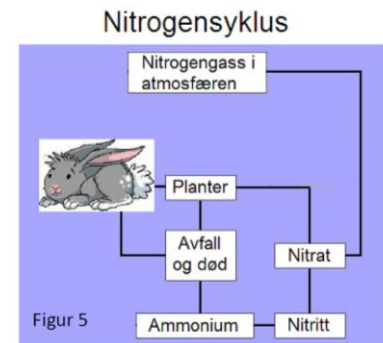 Nitrogensyklus
Nitrogengass i
atmosfæren
Planter
Avfall
og død
Nitrat
Figur 5
Ammonium
Nitritt